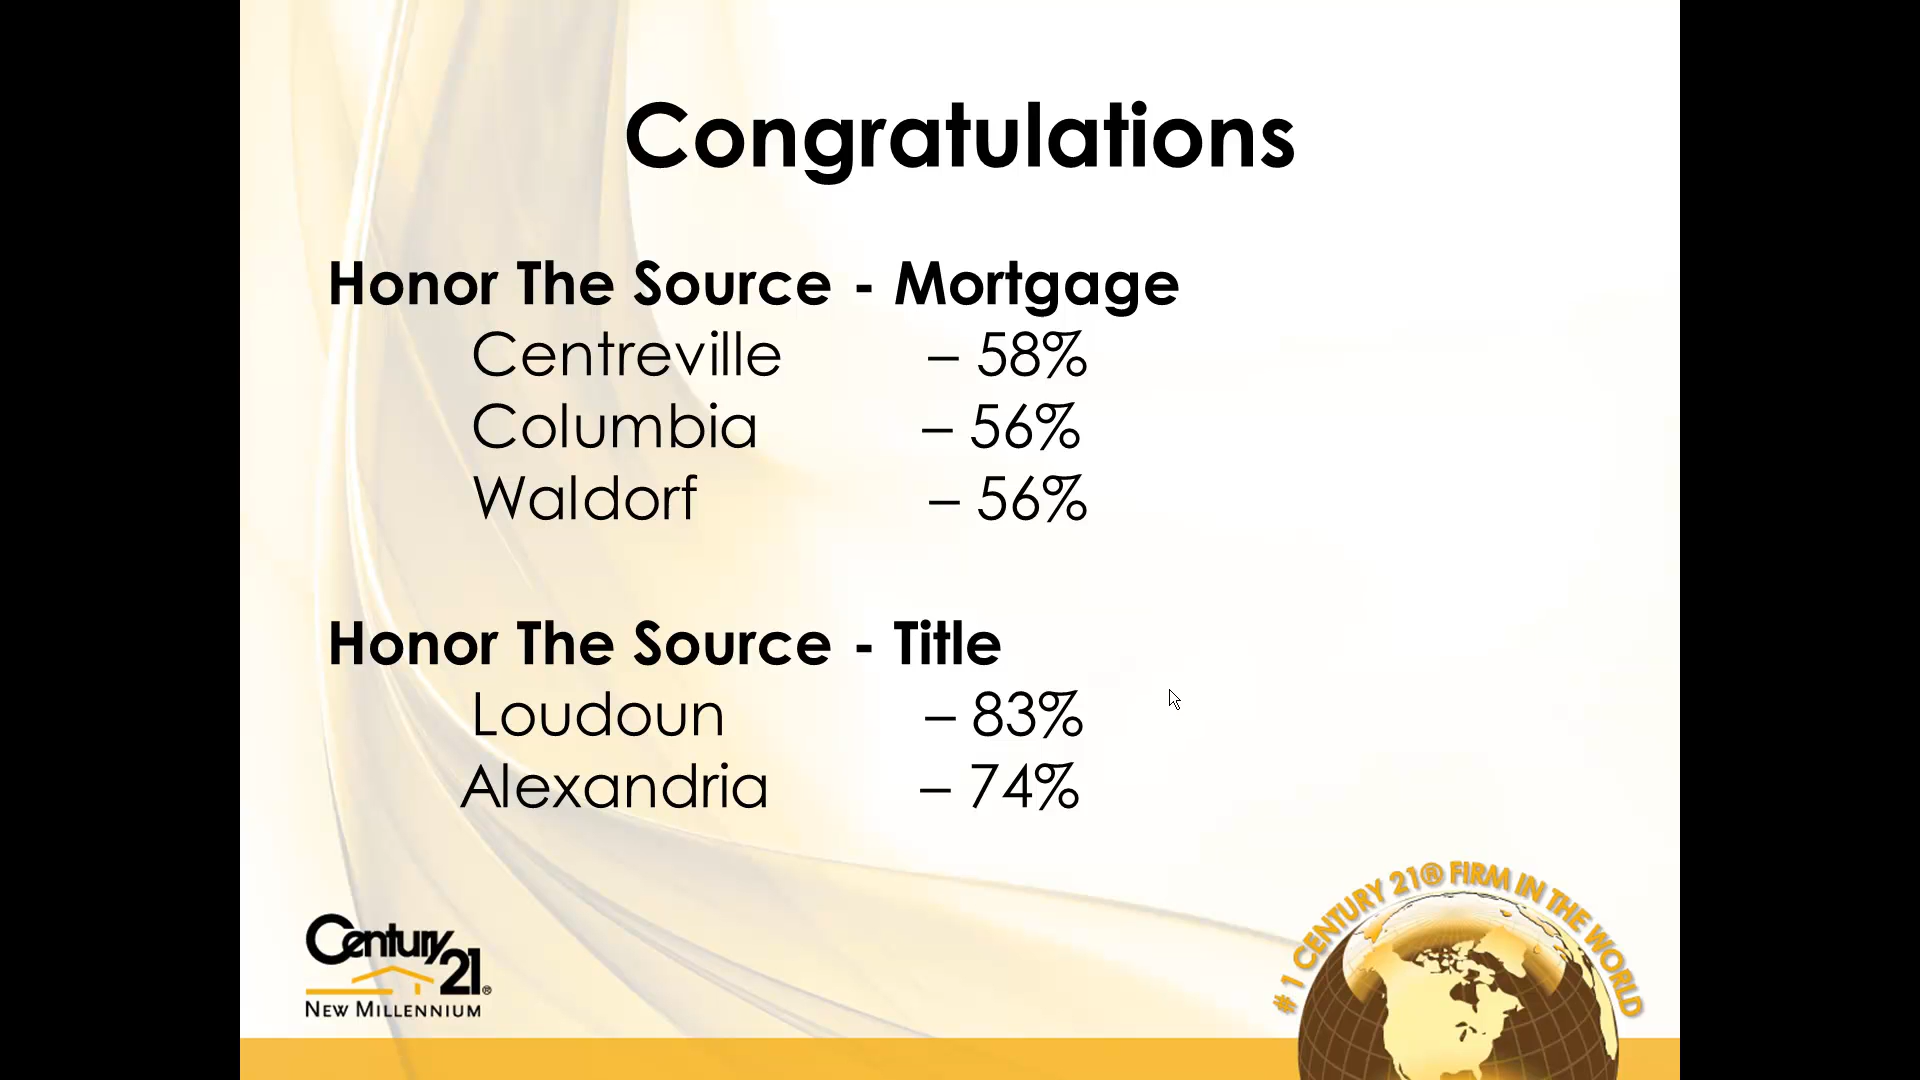 Congratulations
Honor The Source - Mortgage
Centreville – 58%
Columbia – 56%
Waldorf – 56%
Honor The Source - Title
Loudoun – 83%
Alexandria – 74%
Century 21®
NEW MILLENNIUM
# 1 CENTURY 21® FIRM IN THE WORLD